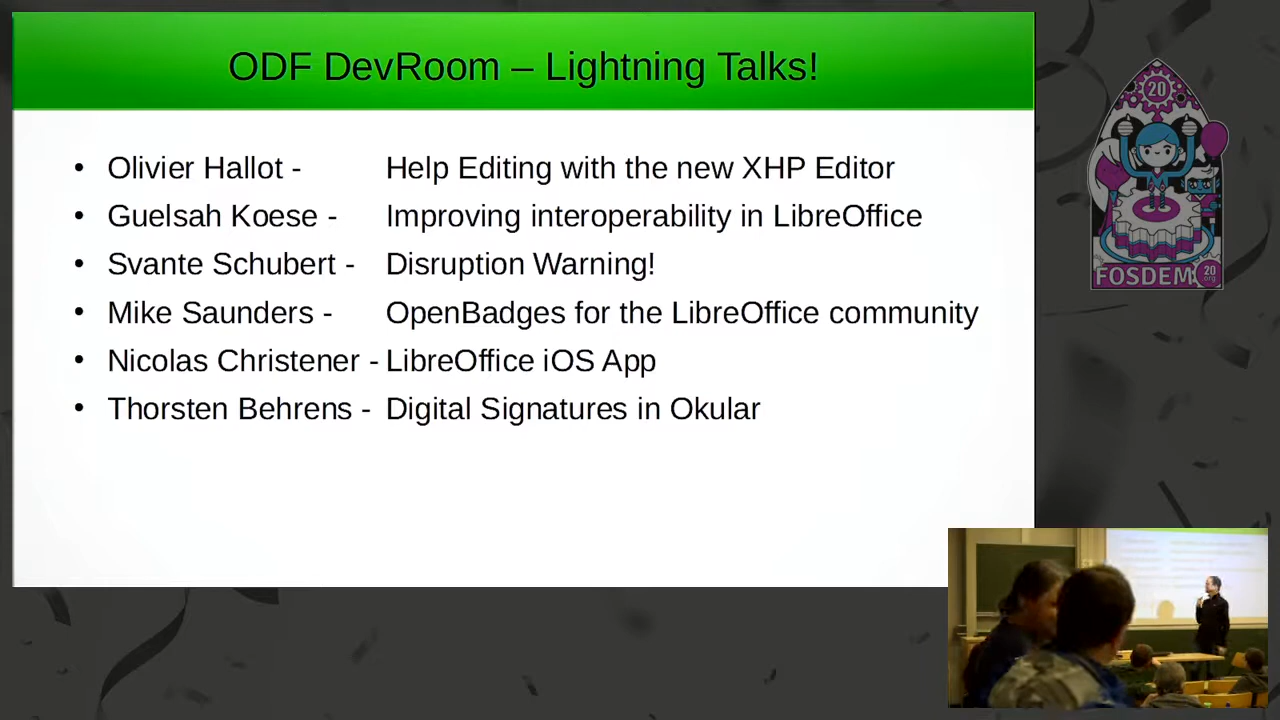 ODF DevRoom – Lightning Talks!
• Olivier Hallot - Help Editing with the new XHP Editor
• Guelsah Koese - Improving interoperability in LibreOffice
• Svante Schubert - Disruption Warning!
• Mike Saunders - OpenBadges for the LibreOffice community
• Nicolas Christener - LibreOffice iOS App
• Thorsten Behrens - Digital Signatures in Okular
20
FOSDEM
20
.org